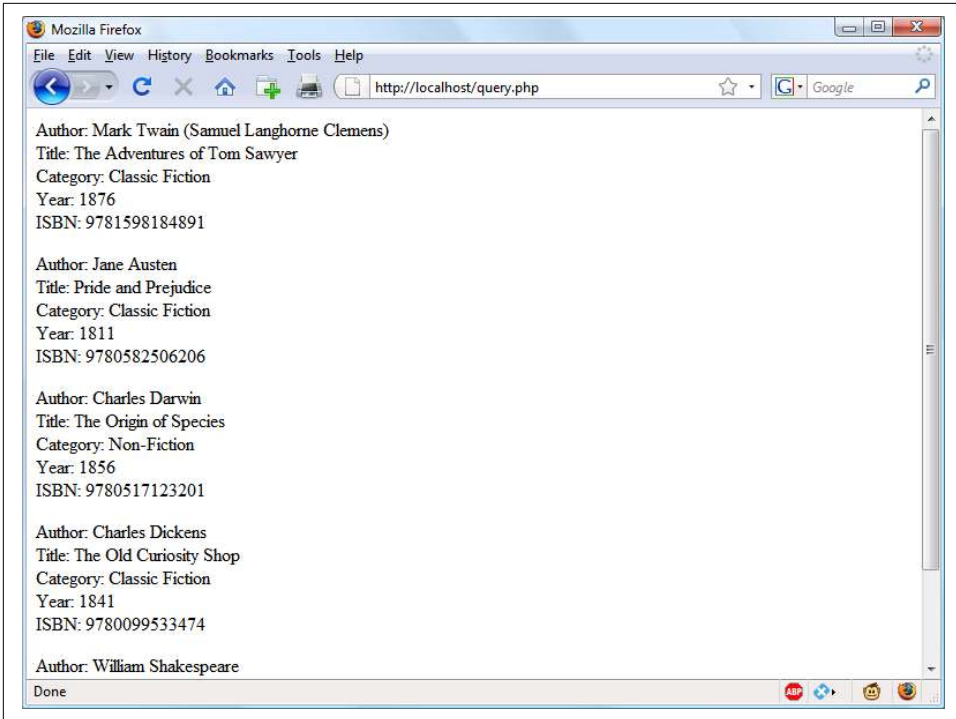 Mozilla Firefox
File Edit View History Bookmarks Tools Help
http://localhost/query.php
G Google
Author: Mark Twain (Samuel Langhorne Clemens)
Title: The Adventures of Tom Sawyer
Category: Classic Fiction
Year: 1876
ISBN: 9781598184891
Author: Jane Austen
Title: Pride and Prejudice
Category: Classic Fiction
Year: 1811
ISBN: 9780582506206
Author: Charles Darwin
Title: The Origin of Species
Category: Non-Fiction
Year: 1856
ISBN: 9780517123201
Author: Charles Dickens
Title: The Old Curiosity Shop
Category: Classic Fiction
Year: 1841
ISBN: 9780099533474
Author: William Shakespeare
Done
ABP